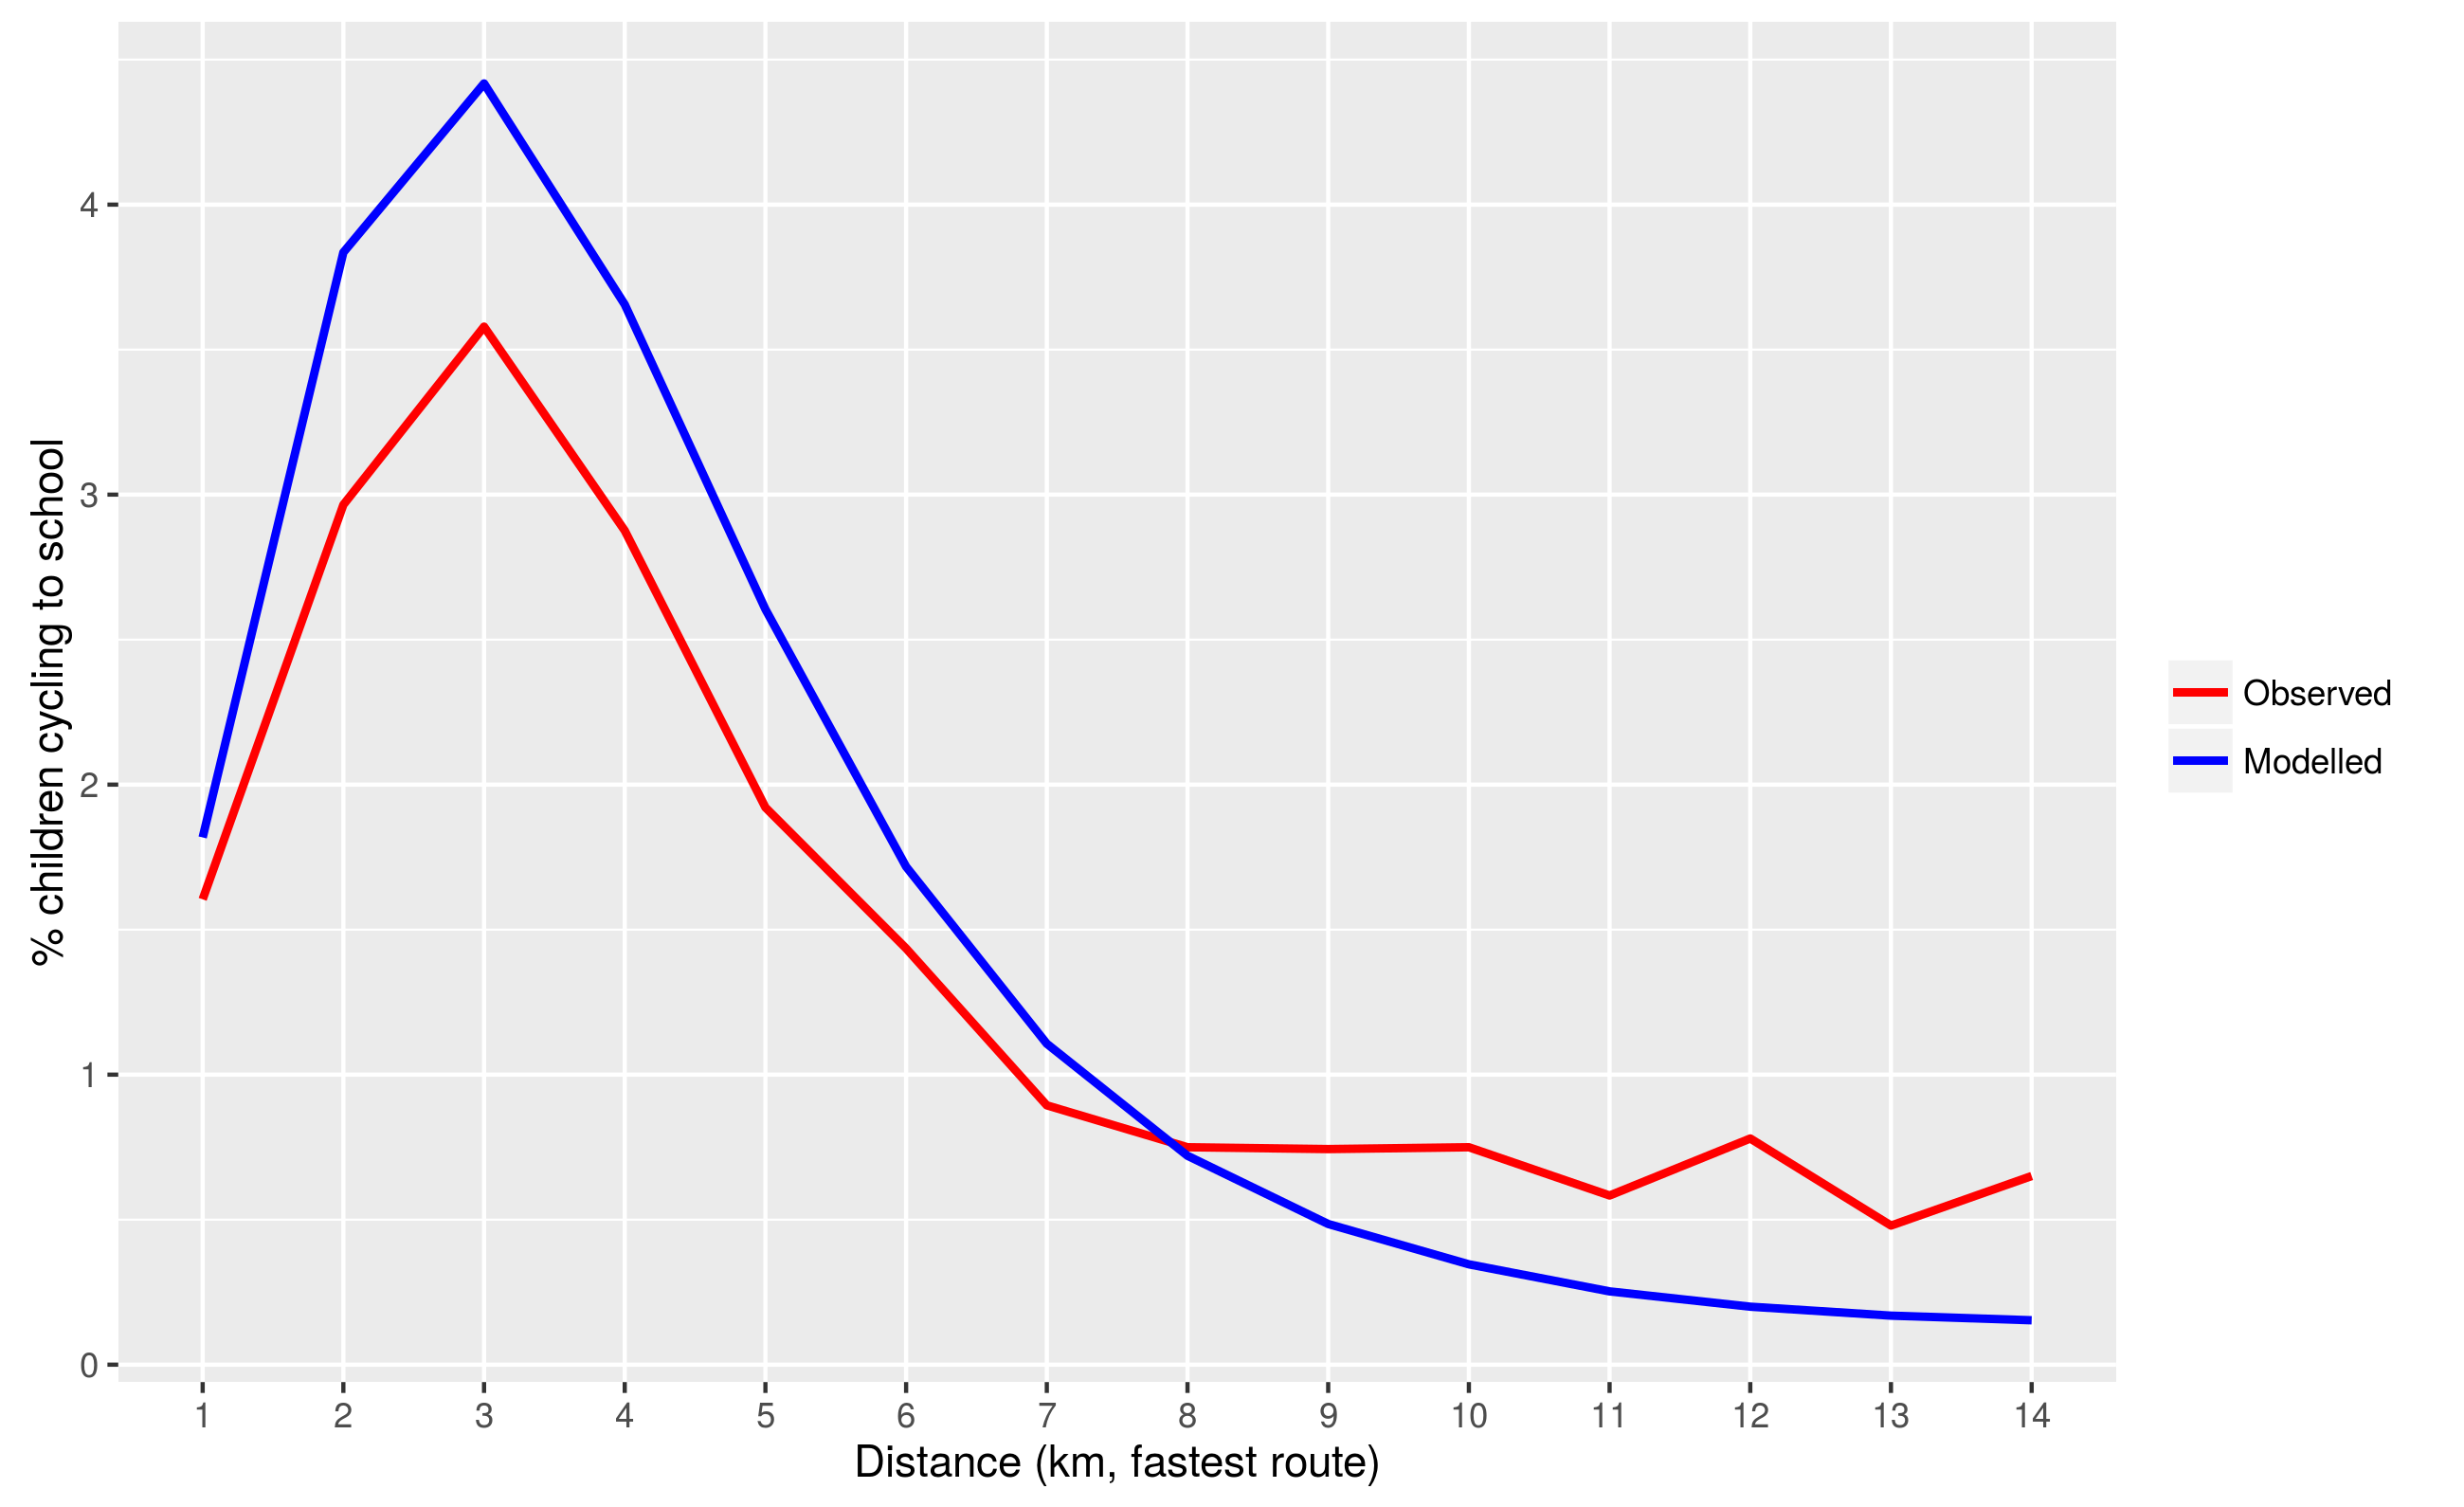 % children cycling to school
4
3
2
1
0
1 2 3 4 5 6 7 8 9 10 11 12 13 14
Distance (km, fastest route)
Observed
Modelled